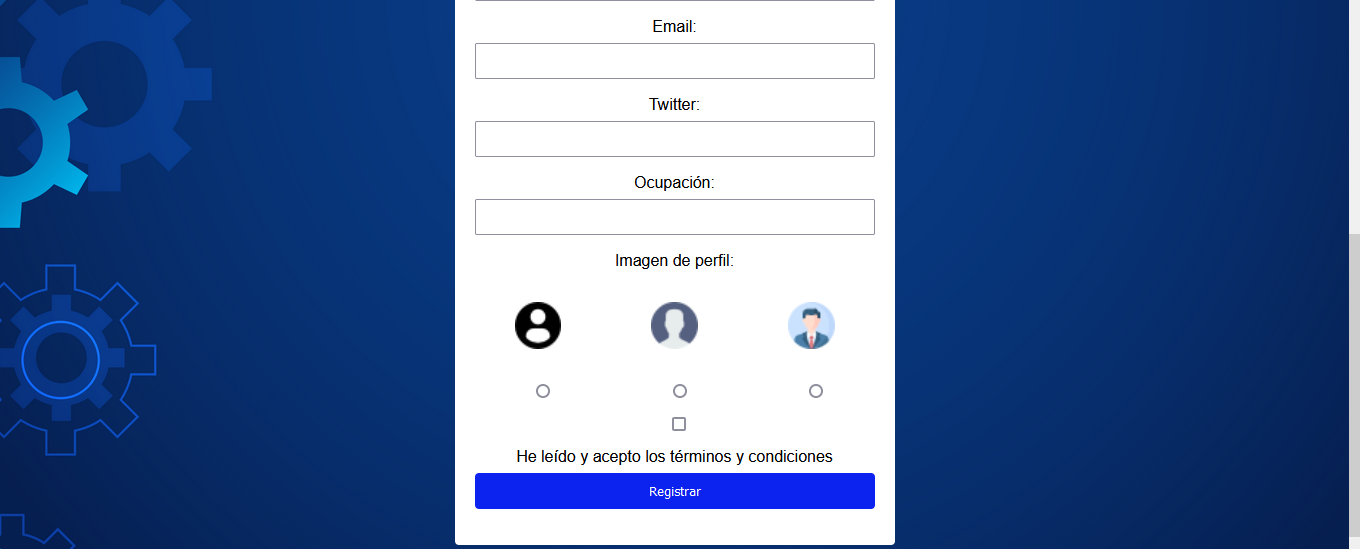 Email:
Twitter:
Ocupación:
Imagen de perfil:
He leído y acepto los términos y condiciones
Registrar